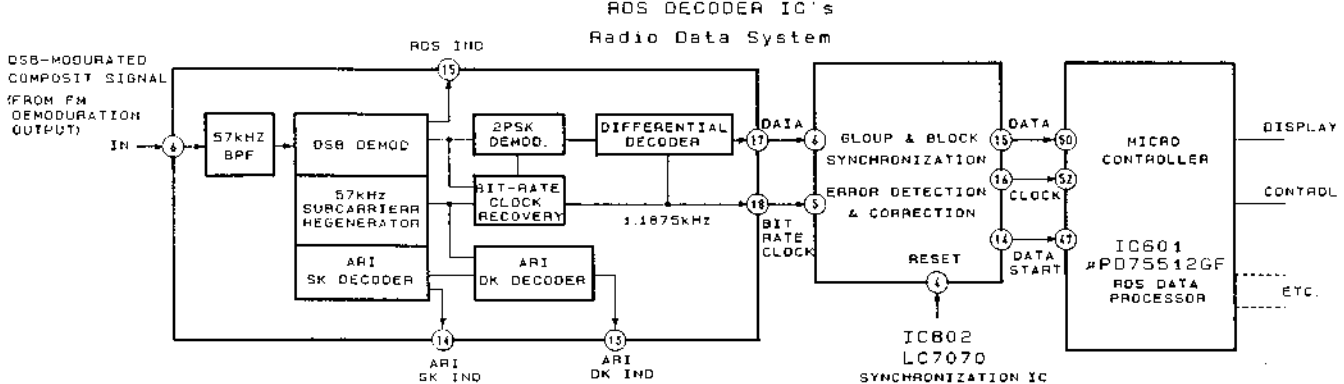 RDS DECODER IC's
Radio Data System
DSB-MODURATED
COMPOSIT SIGNAL
(FROM FM
DEMODURATION
OUTPUT)
IN
6
57kHz
BPF
RDS IND
15
DSB DEMOD
57kHz
SUBCARRIERR
REGENERATOR
ARI
SK DECODER
2PSK
DEMOD.
BIT-RATE
CLOCK
RECOVERY
ARI
DK DECODER
DIFFERENTIAL
DECODER
1.1875kHz
14
ARI
SK IND
13
ARI
DK IND
17
DATA
6
18
BIT
RATE
CLOCK
5
GLOUP & BLOCK
SYNCHRONIZATION
ERROR DETECTION
& CORRECTION
RESET
4
IC802
LC7070
SYNCHRONIZATION IC
15
DATA
50
16
CLOCK
52
14
DATA
START
47
MICRO
CONTROLLER
IC601
μPD75512GF
RDS DATA
PROCESSOR
DISPLAY
CONTROL
ETC.